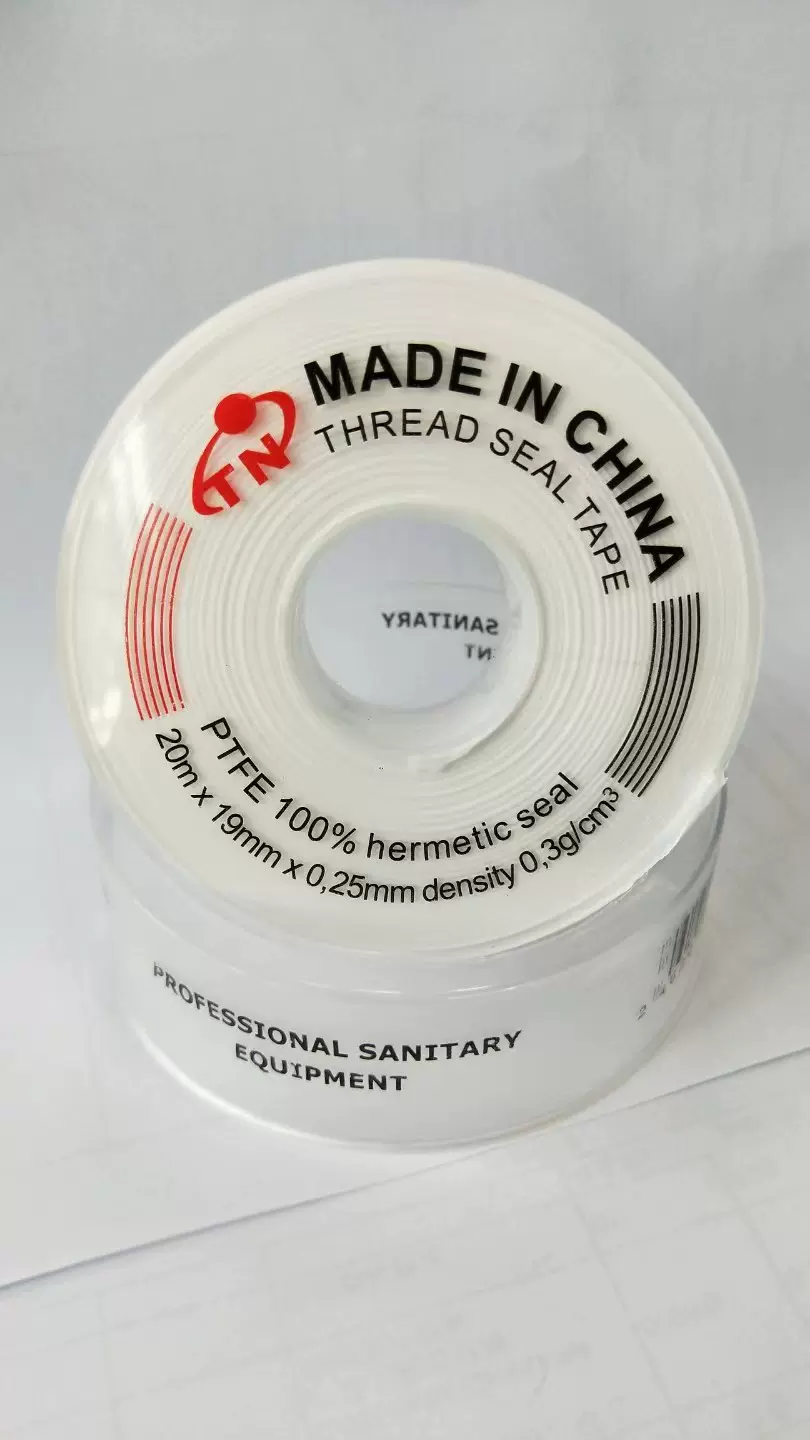 TN
MADE IN CHINA
THREAD SEAL TAPE
SANITARY
NT
PTFE 100% hermetic seal
20m x 19mm x 0,25mm density 0,3g/cm³
PROFESSIONAL SANITARY
EQUIPMENT